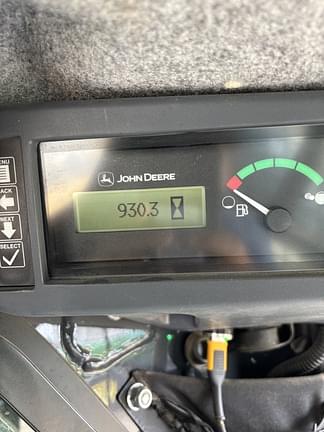 MENU
JOHN DEERE
BACK
930.3
NEXT
SELECT